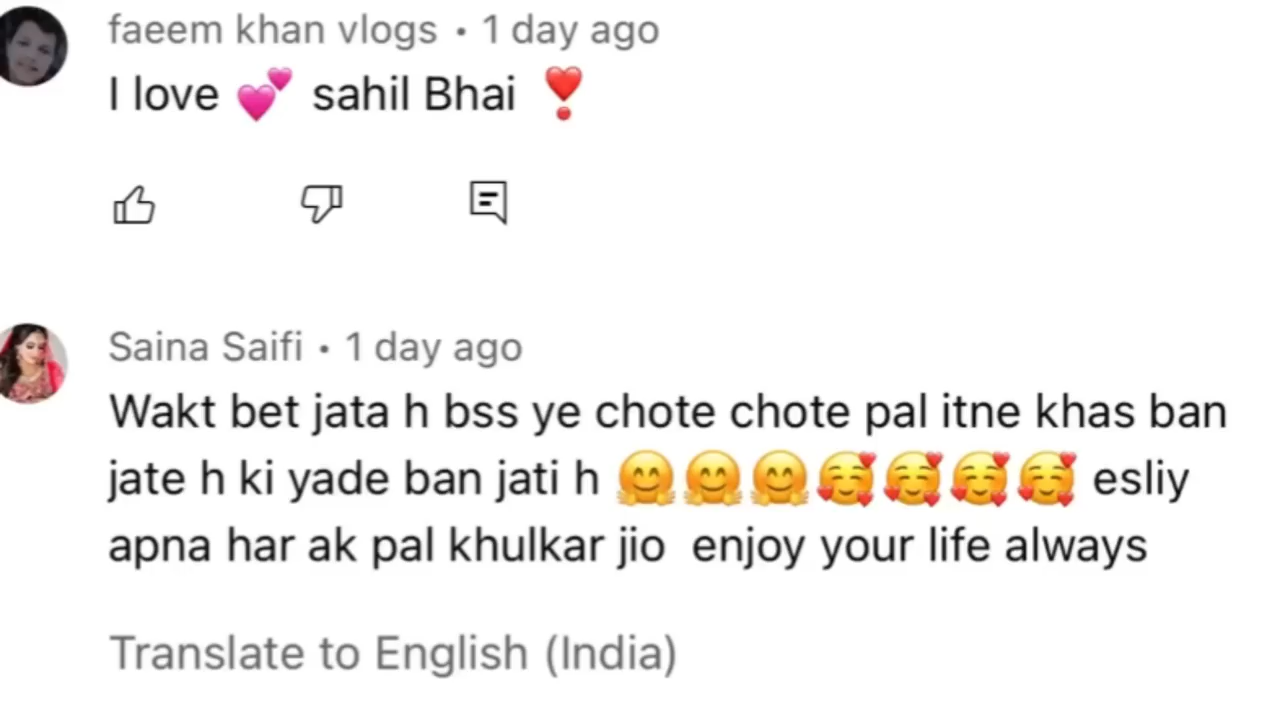 faeem khan vlogs • 1 day ago
I love 💕 sahil Bhai ❣️
Saina Saifi • 1 day ago
Wakt bet jata h bss ye chote chote pal itne khas ban
jate h ki yade ban jati h 🤗🤗🤗🥰🥰🥰🥰 esliy
apna har ak pal khulkar jio  enjoy your life always
Translate to English (India)